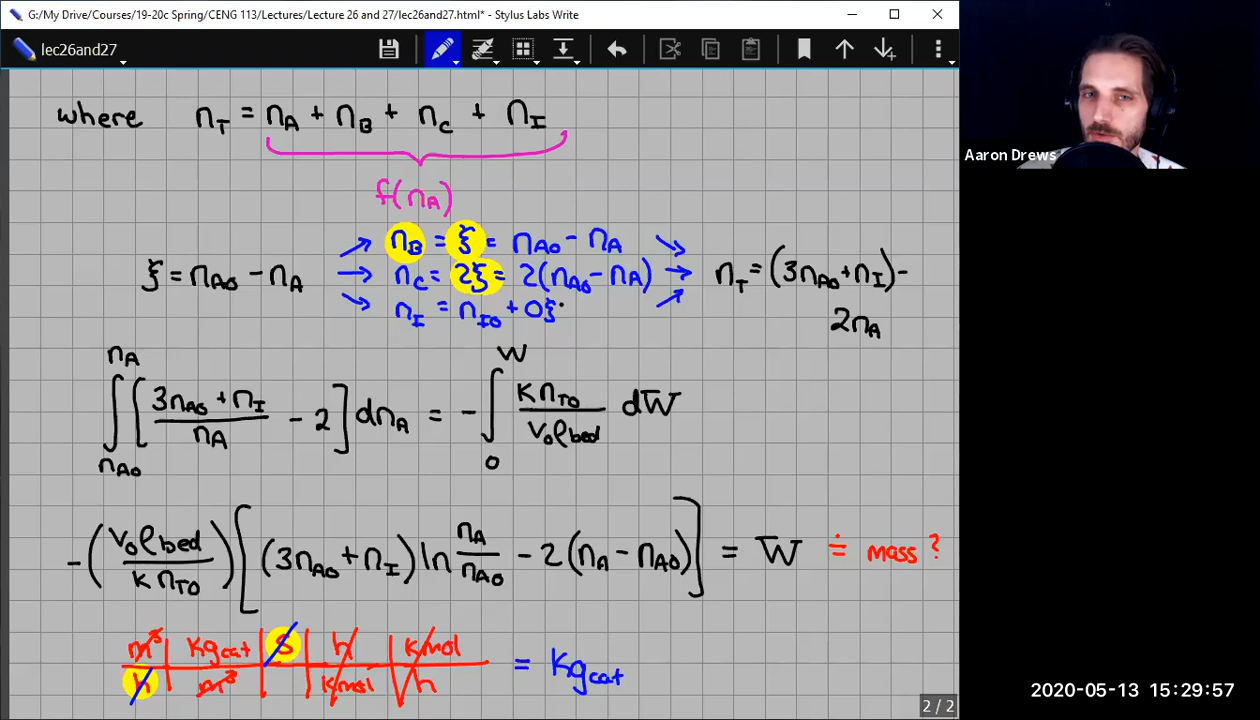 G:/My Drive/Courses/19-20c Spring/CENG 113/Lectures/Lecture 26 and 27/lec26and27.html* - Stylus Labs Write
lec26and27
where n_T = n_A + n_B + n_C + n_I
f(n_A)
Aaron Drews
n_B = ξ = n_A0 - n_A
ξ = n_A0 - n_A
n_C = 2ξ = 2(n_A0 - n_A)
n_I = n_I0 + 0ξ
n_T = (3n_A0 + n_I) -
2n_A
∫_{n_A0}^{n_A} [ (3n_A0 + n_I) / n_A - 2 ] dn_A = - ∫_0^W (k n_T0) / (v_0 ρ_bed) dW
-( v_0 ρ_bed / k n_T0 ) [ (3n_A0 + n_I) ln n_A / n_A0 - 2(n_A - n_A0) ] = W ≐ mass ?
m³ | kg_cat | s | h | kmol
h | m³ | | kmol | h = kg_cat
2 / 2
2020-05-13 15:29:57